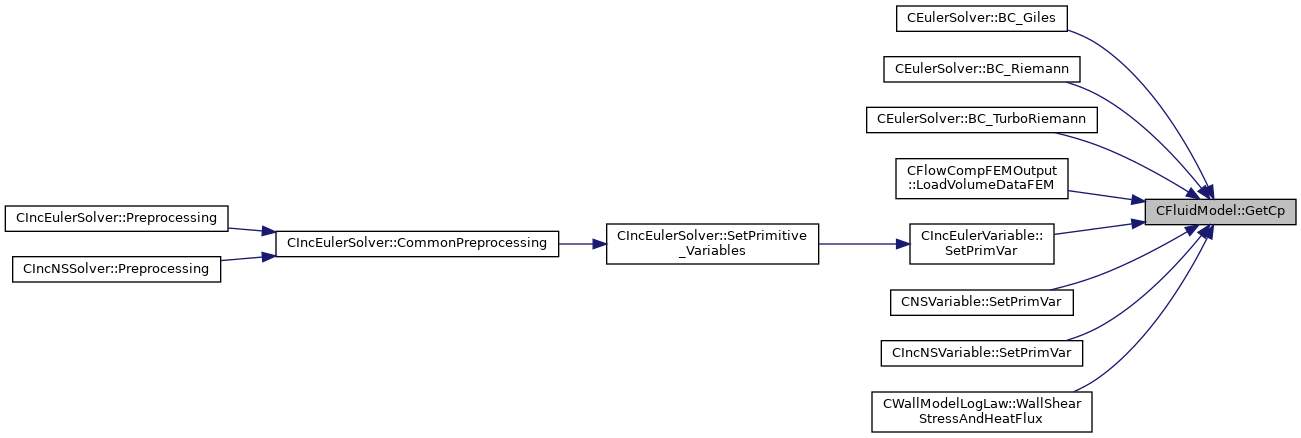 CEulerSolver::BC_Giles
CEulerSolver::BC_Riemann
CEulerSolver::BC_TurboRiemann
CFlowCompFEMOutput
::LoadVolumeDataFEM
CFluidModel::GetCp
CIncEulerSolver::Preprocessing
CIncEulerSolver::CommonPreprocessing
CIncEulerSolver::SetPrimitive
_Variables
CIncEulerVariable::
SetPrimVar
CIncNSSolver::Preprocessing
CNSVariable::SetPrimVar
CIncNSVariable::SetPrimVar
CWallModelLogLaw::WallShear
StressAndHeatFlux